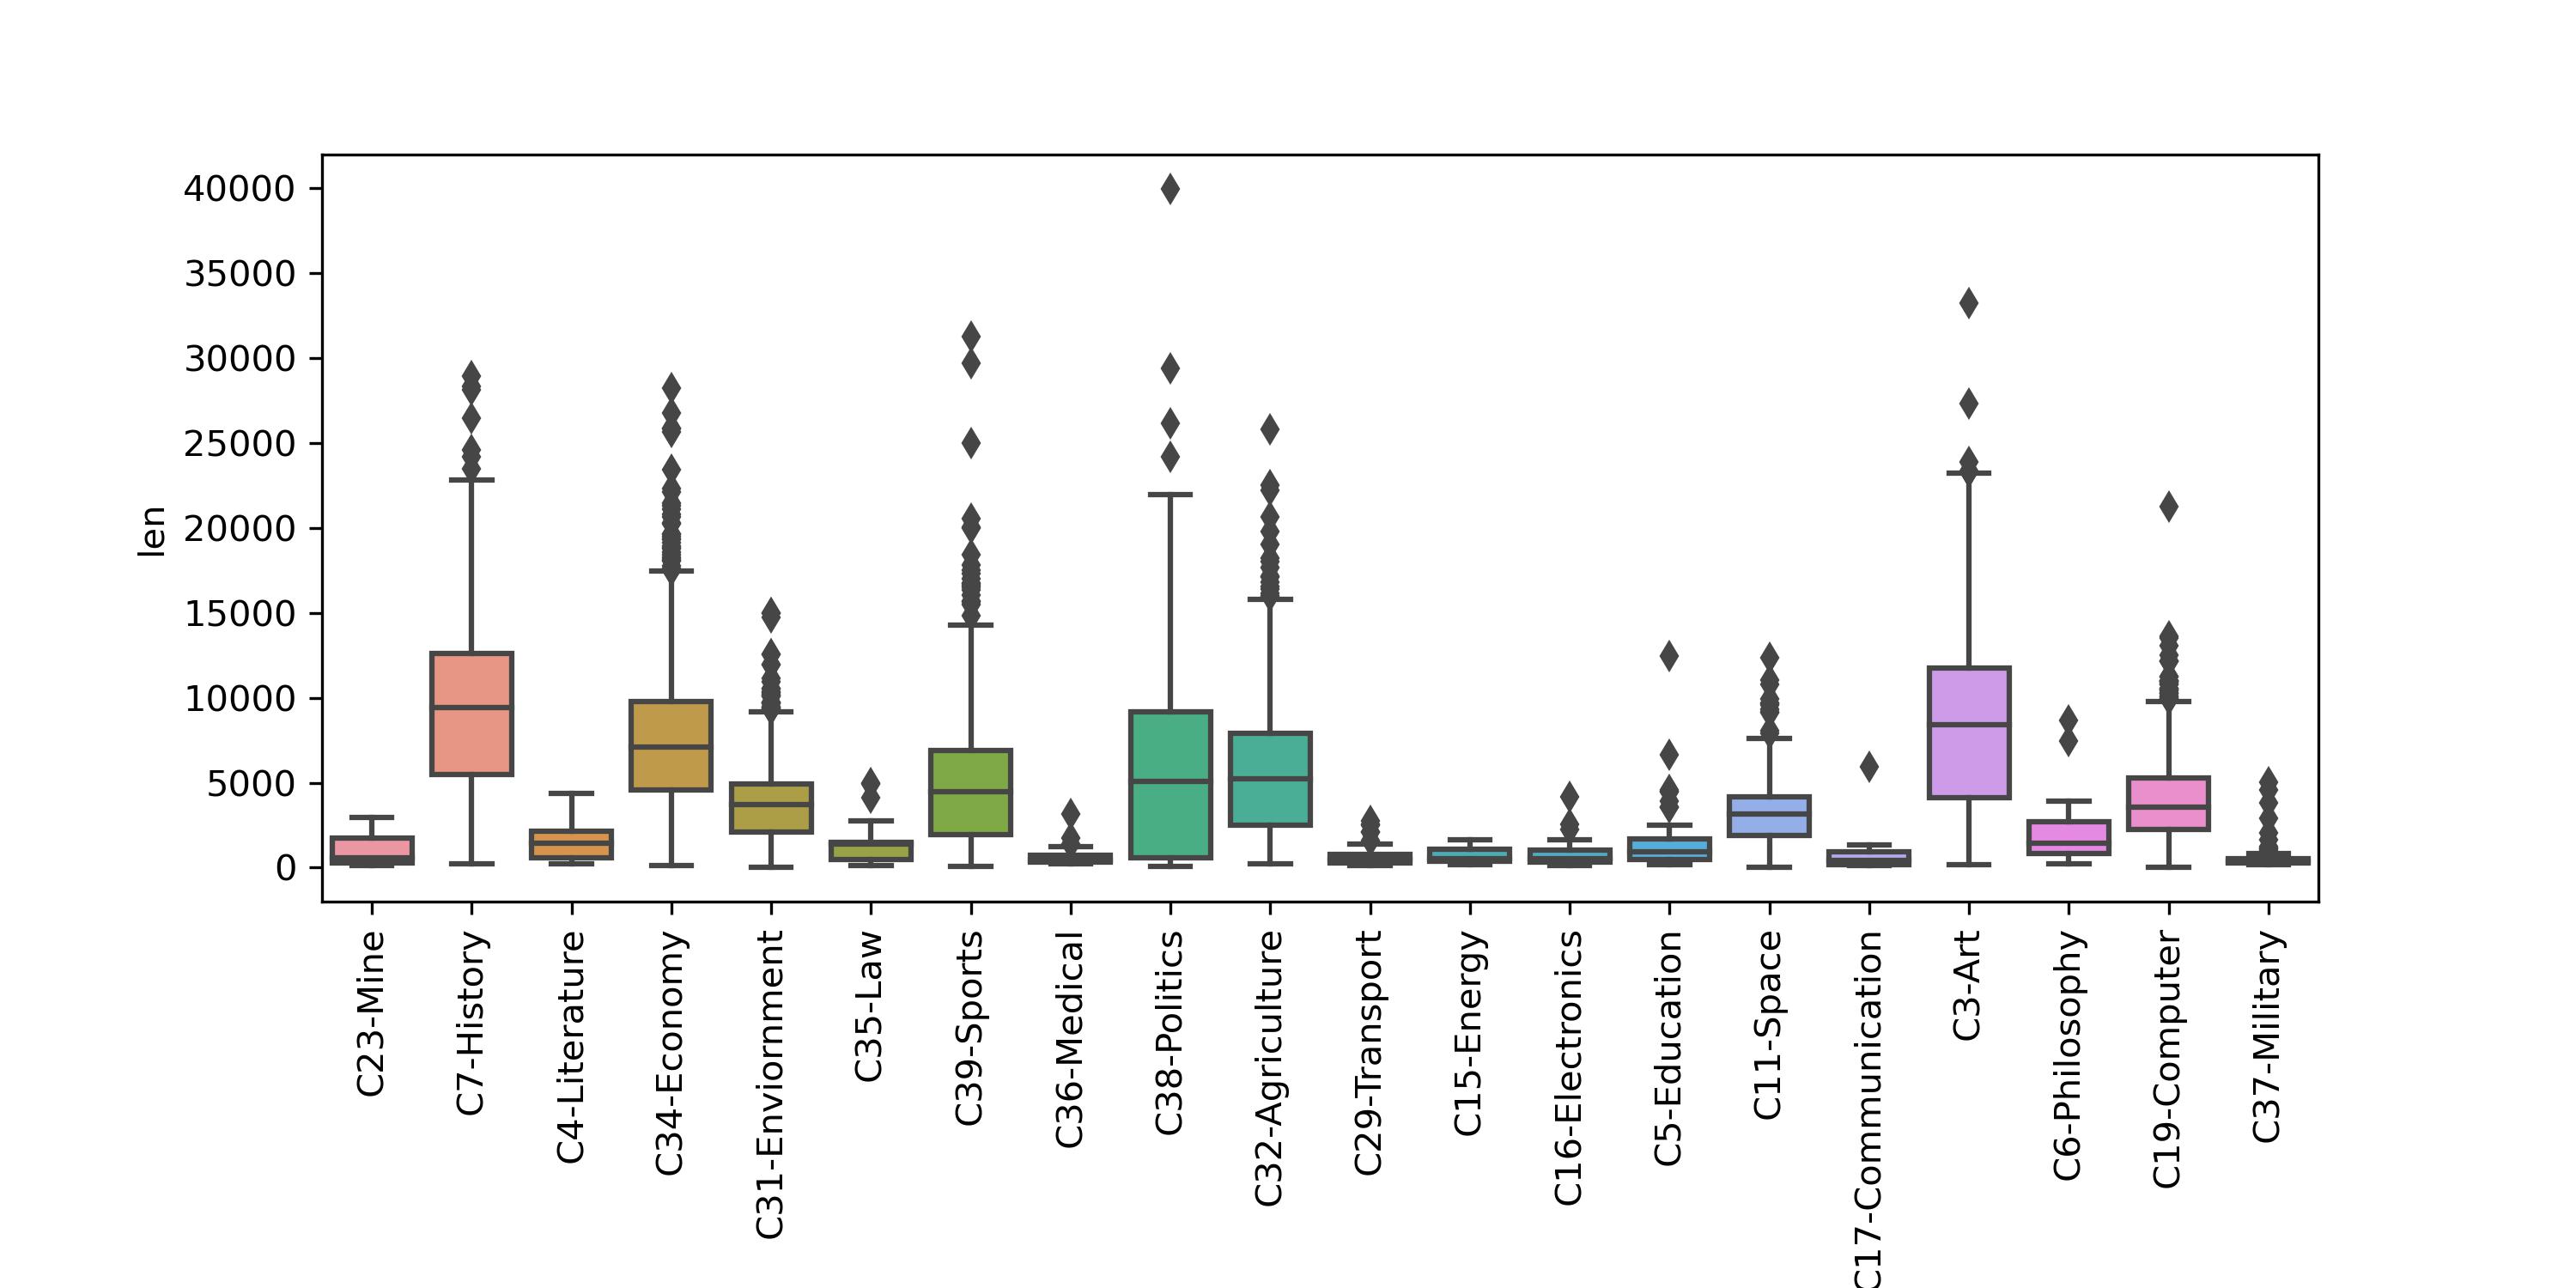 40000
35000
30000
25000
20000
15000
10000
5000
0
len
C23-Mine
C7-History
C4-Literature
C34-Economy
C31-Enviornment
C35-Law
C39-Sports
C36-Medical
C38-Politics
C32-Agriculture
C29-Transport
C15-Energy
C16-Electronics
C5-Education
C11-Space
C17-Communication
C3-Art
C6-Philosophy
C19-Computer
C37-Military